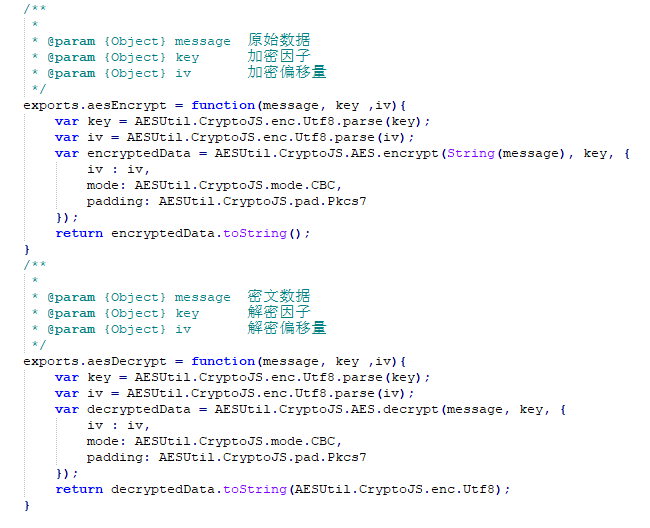 /**
 *
 * @param {Object} message  原始数据
 * @param {Object} key      加密因子
 * @param {Object} iv       加密偏移量
 */
exports.aesEncrypt = function(message, key ,iv){
    var key = AESUtil.CryptoJS.enc.Utf8.parse(key);
    var iv = AESUtil.CryptoJS.enc.Utf8.parse(iv);
    var encryptedData = AESUtil.CryptoJS.AES.encrypt(String(message), key, {
        iv : iv,
        mode: AESUtil.CryptoJS.mode.CBC,
        padding: AESUtil.CryptoJS.pad.Pkcs7
    });
    return encryptedData.toString();
}
/**
 *
 * @param {Object} message  密文数据
 * @param {Object} key      解密因子
 * @param {Object} iv       解密偏移量
 */
exports.aesDecrypt = function(message, key ,iv){
    var key = AESUtil.CryptoJS.enc.Utf8.parse(key);
    var iv = AESUtil.CryptoJS.enc.Utf8.parse(iv);
    var decryptedData = AESUtil.CryptoJS.AES.decrypt(message, key, {
        iv : iv,
        mode: AESUtil.CryptoJS.mode.CBC,
        padding: AESUtil.CryptoJS.pad.Pkcs7
    });
    return decryptedData.toString(AESUtil.CryptoJS.enc.Utf8);
}